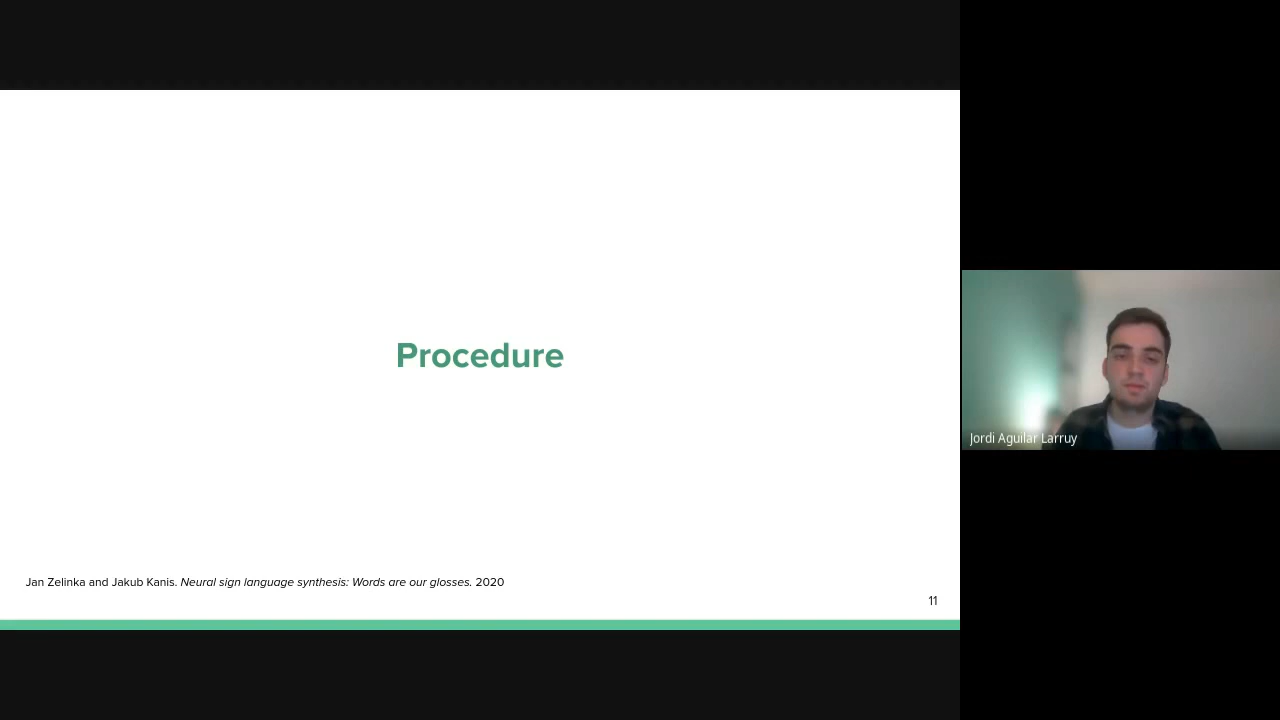 Procedure
Jan Zelinka and Jakub Kanis. Neural sign language synthesis: Words are our glosses. 2020
11
Jordi Aguilar Larruy